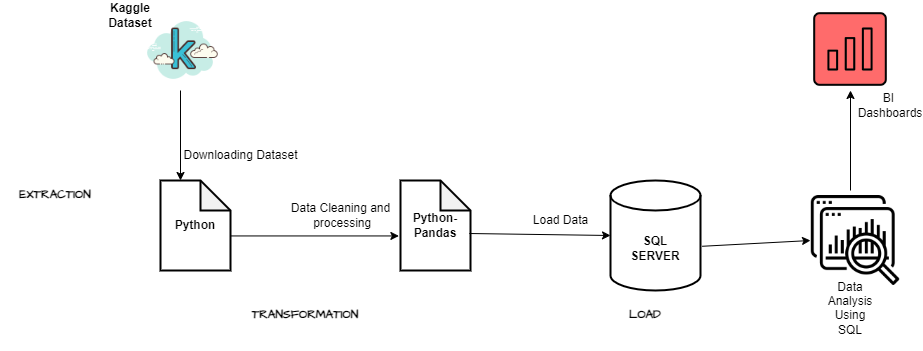 Kaggle
Dataset
k
BI
Dashboards
Downloading Dataset
EXTRACTION
Python
Data Cleaning and
processing
Python-
Pandas
Load Data
SQL
SERVER
Data
Analysis
Using
SQL
TRANSFORMATION
LOAD